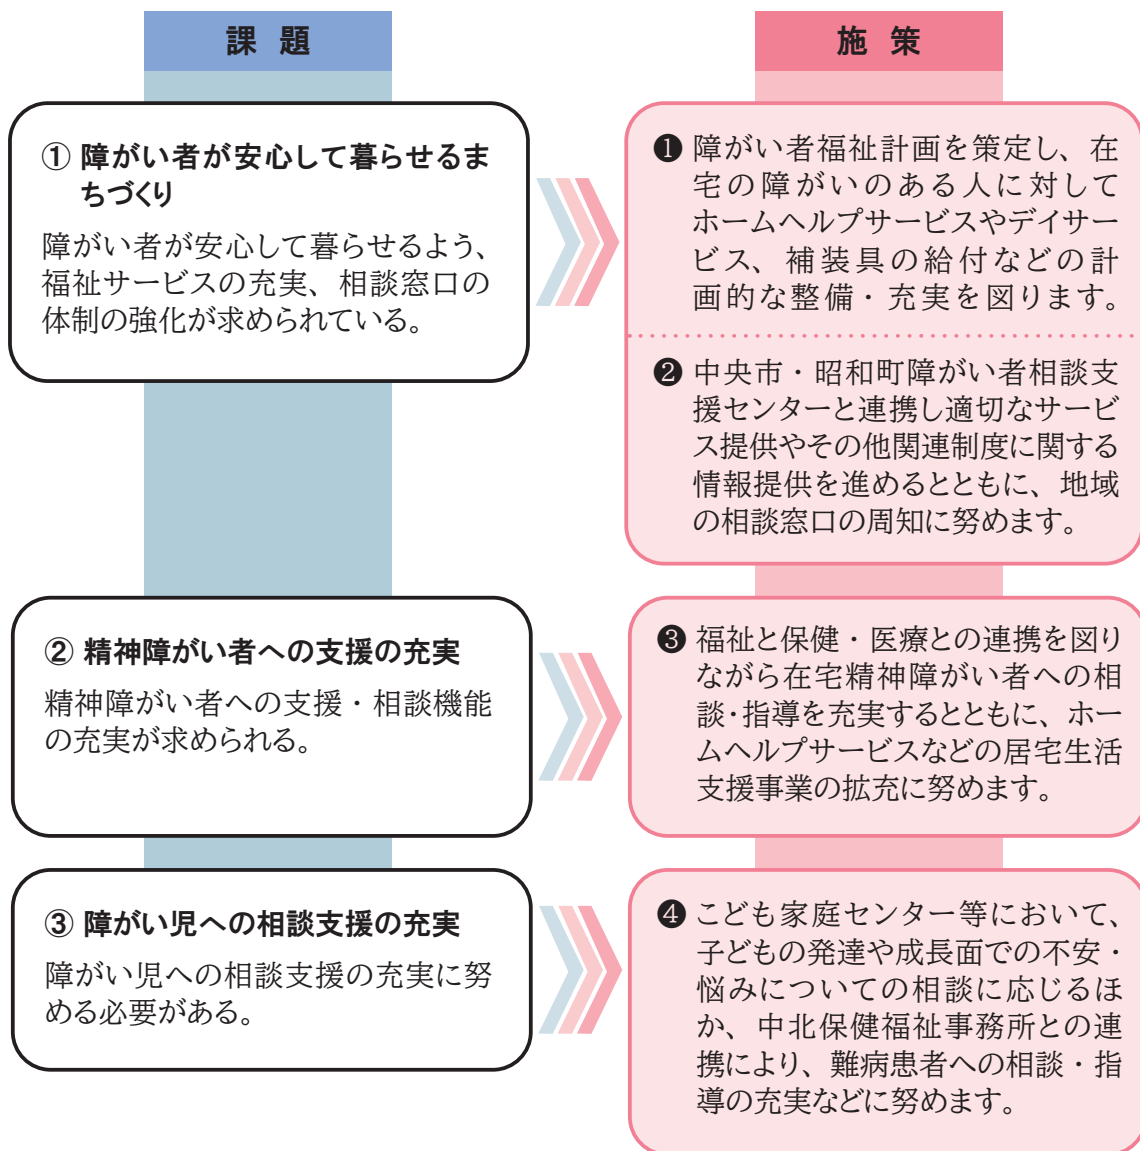 課 題
① 障がい者が安心して暮らせるま
ちづくり
障がい者が安心して暮らせるよう、
福祉サービスの充実、相談窓口の
体制の強化が求められている。
② 精神障がい者への支援の充実
精神障がい者への支援・相談機能
の充実が求められる。
③ 障がい児への相談支援の充実
障がい児への相談支援の充実に努
める必要がある。
施 策
❶ 障がい者福祉計画を策定し、在
宅の障がいのある人に対して
ホームヘルプサービスやデイサー
ビス、補装具の給付などの計
画的な整備・充実を図ります。
❷ 中央市・昭和町障がい者相談支
援センターと連携し適切なサービ
ス提供やその他関連制度に関する
情報提供を進めるとともに、地域
の相談窓口の周知に努めます。
❸ 福祉と保健・医療との連携を図り
ながら在宅精神障がい者への相
談・指導を充実するとともに、ホー
ムヘルプサービスなどの居宅生活
支援事業の拡充に努めます。
❹ こども家庭センター等において、
子どもの発達や成長面での不安・
悩みについての相談に応じるほ
か、中北保健福祉事務所との連
携により、難病患者への相談・指
導の充実などに努めます。